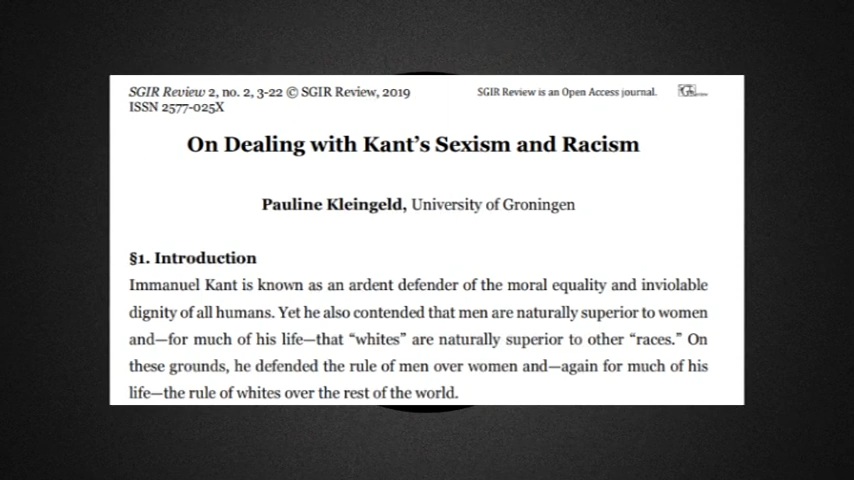 SGIR Review 2, no. 2, 3-22 © SGIR Review, 2019
SGIR Review is an Open Access journal.
ISSN 2577-025X
On Dealing with Kant's Sexism and Racism
Pauline Kleingeld, University of Groningen
§1. Introduction
Immanuel Kant is known as an ardent defender of the moral equality and inviolable
dignity of all humans. Yet he also contended that men are naturally superior to women
and—for much of his life—that “whites” are naturally superior to other “races.” On
these grounds, he defended the rule of men over women and—again for much of his
life—the rule of whites over the rest of the world.